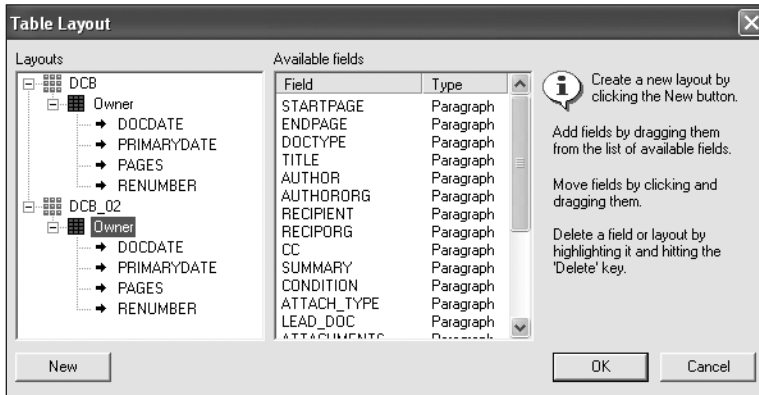 Table Layout
Layouts
DCB
Owner
DOCDATE
PRIMARYDATE
PAGES
RENUMBER
DCB_02
Owner
DOCDATE
PRIMARYDATE
PAGES
RENUMBER
New
Available fields
Field Type
STARTPAGE Paragraph
ENDPAGE Paragraph
DOCTYPE Paragraph
TITLE Paragraph
AUTHOR Paragraph
AUTHORORG Paragraph
RECIPIENT Paragraph
RECIPORG Paragraph
CC Paragraph
SUMMARY Paragraph
CONDITION Paragraph
ATTACH_TYPE Paragraph
LEAD_DOC Paragraph
ATTACHMENTS Paragraph
Create a new layout by
clicking the New button.
Add fields by dragging them
from the list of available fields.
Move fields by clicking and
dragging them.
Delete a field or layout by
highlighting it and hitting the
'Delete' key.
OK
Cancel